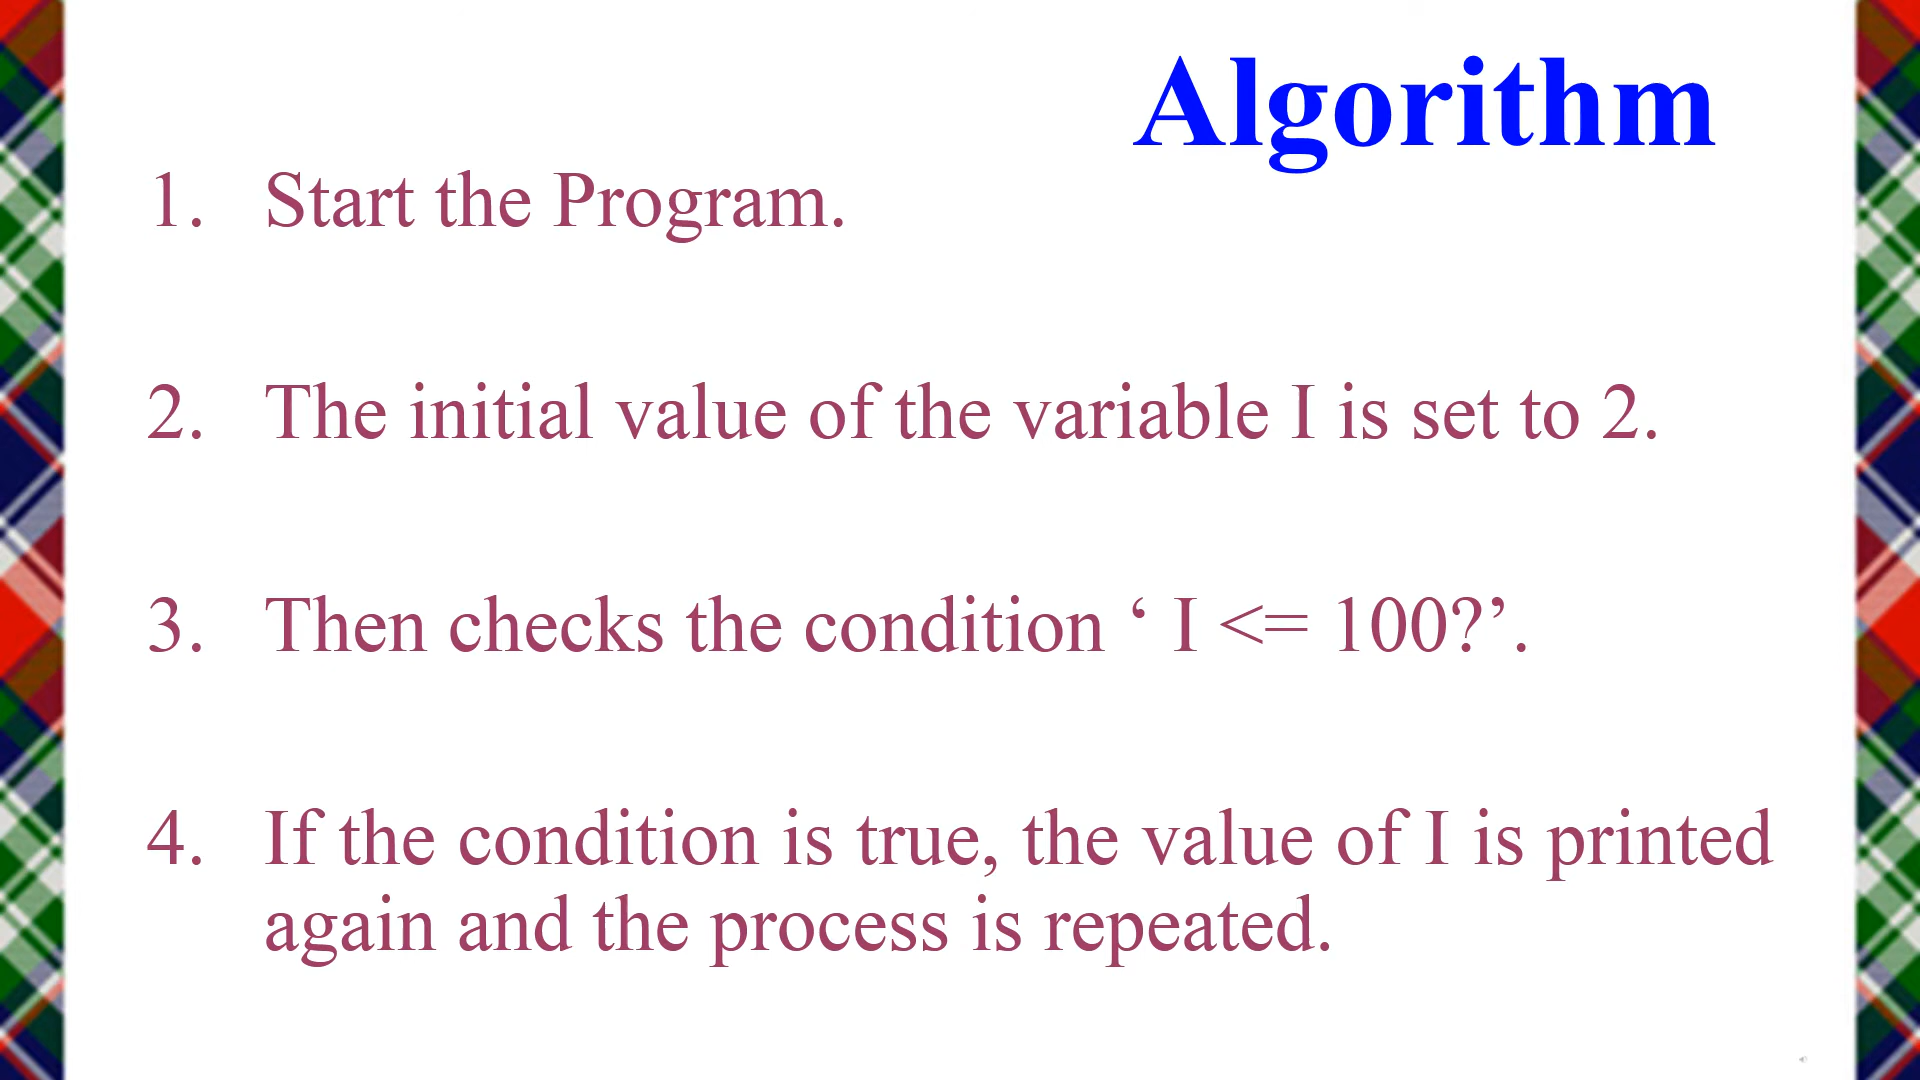 Algorithm
1. Start the Program.
2. The initial value of the variable I is set to 2.
3. Then checks the condition ‘ I <= 100?’.
4. If the condition is true, the value of I is printed
again and the process is repeated.